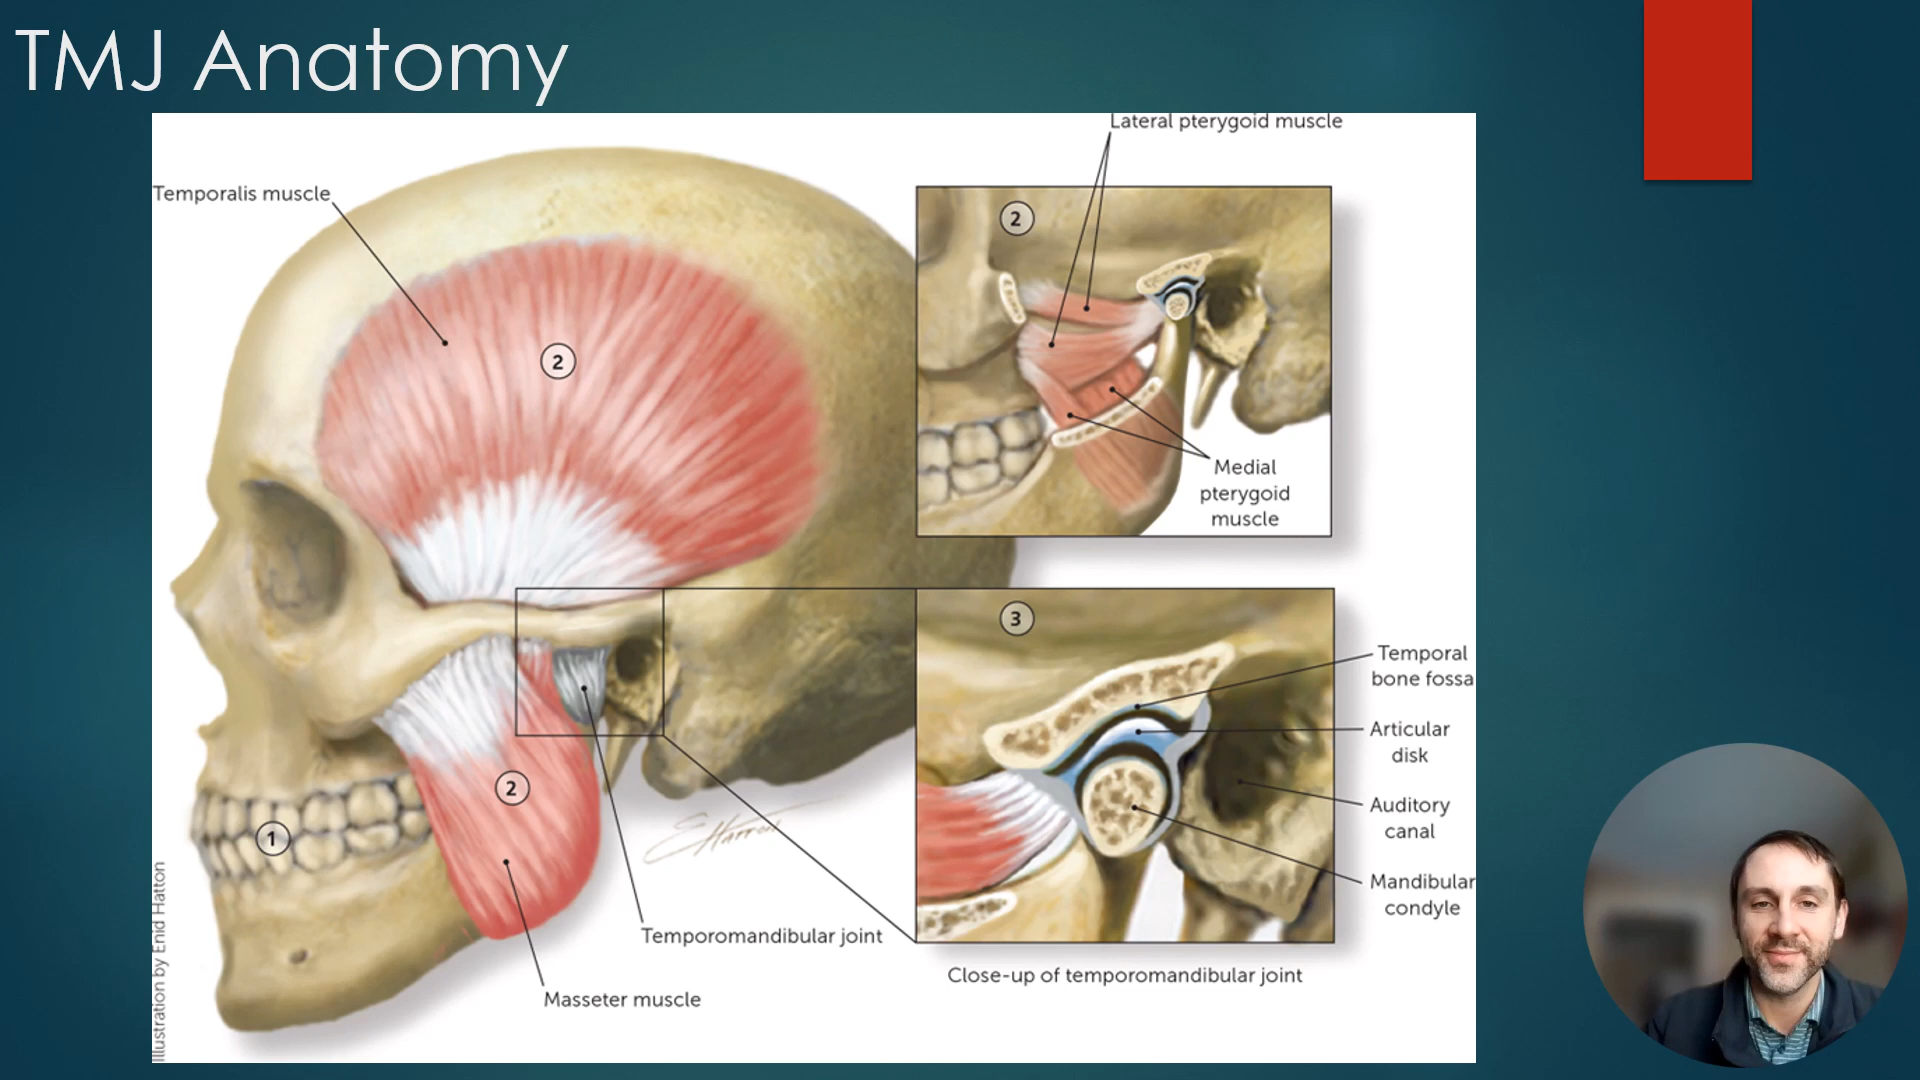 TMJ Anatomy
Lateral pterygoid muscle
Temporalis muscle
2
2
Medial
pterygoid
muscle
3
Temporal
bone fossa
Articular
disk
Auditory
canal
Mandibular
condyle
2
1
Temporomandibular joint
Close-up of temporomandibular joint
Masseter muscle
Illustration by Enid Hatton